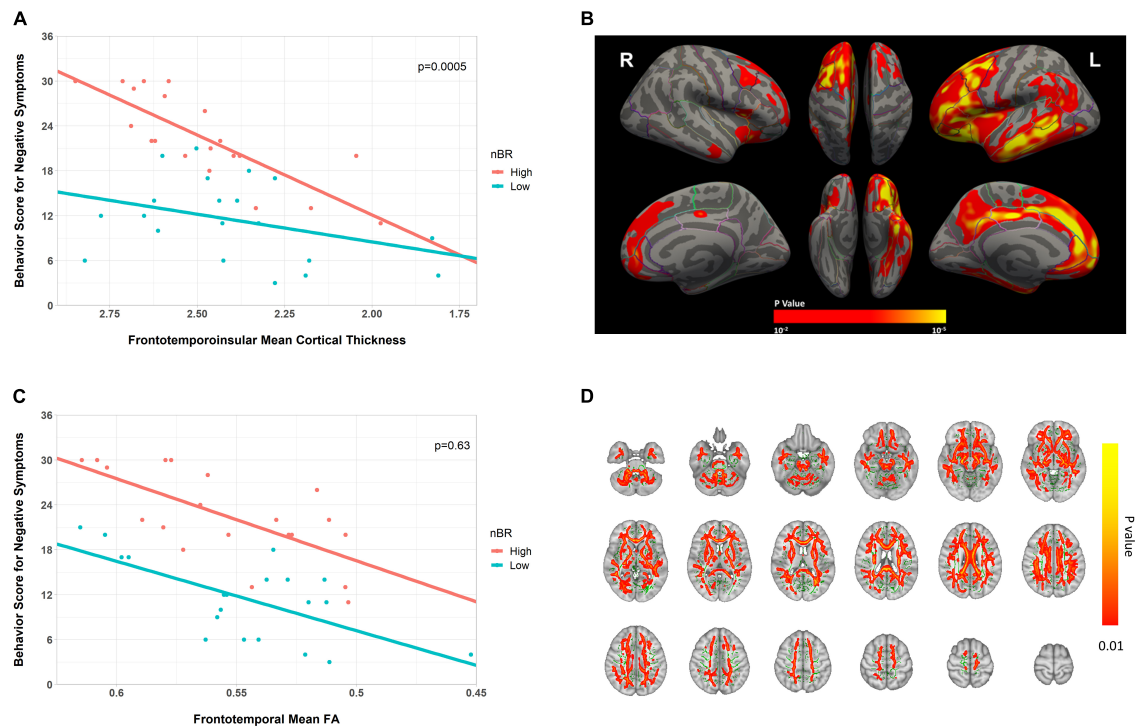 A
36
30
24
18
12
6
0
Behavior Score for Negative Symptoms
p=0.0005
nBR
High
Low
2.75
2.50
2.25
2.00
1.75
Frontotemporoinsular Mean Cortical Thickness
B
R
L
P Value
10⁻²
10⁻⁵
C
36
30
24
18
12
6
0
Behavior Score for Negative Symptoms
p=0.63
nBR
High
Low
0.6
0.55
0.5
0.45
Frontotemporal Mean FA
D
P value
0.01